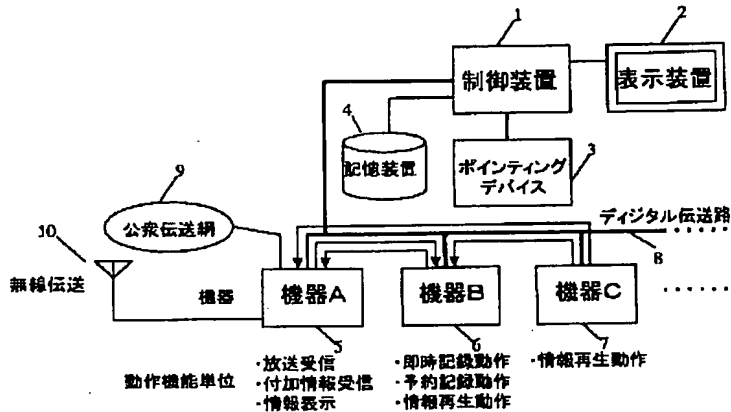 1
2
制御装置
表示装置
4
記憶装置
3
ポインティング
デバイス
9
公衆伝送網
10
無線伝送
ディジタル伝送路
8
機器
機器A
機器B
機器C
5
6
7
動作機能単位
・放送受信
・付加情報受信
・情報表示
・即時記録動作
・予約記録動作
・情報再生動作
・情報再生動作